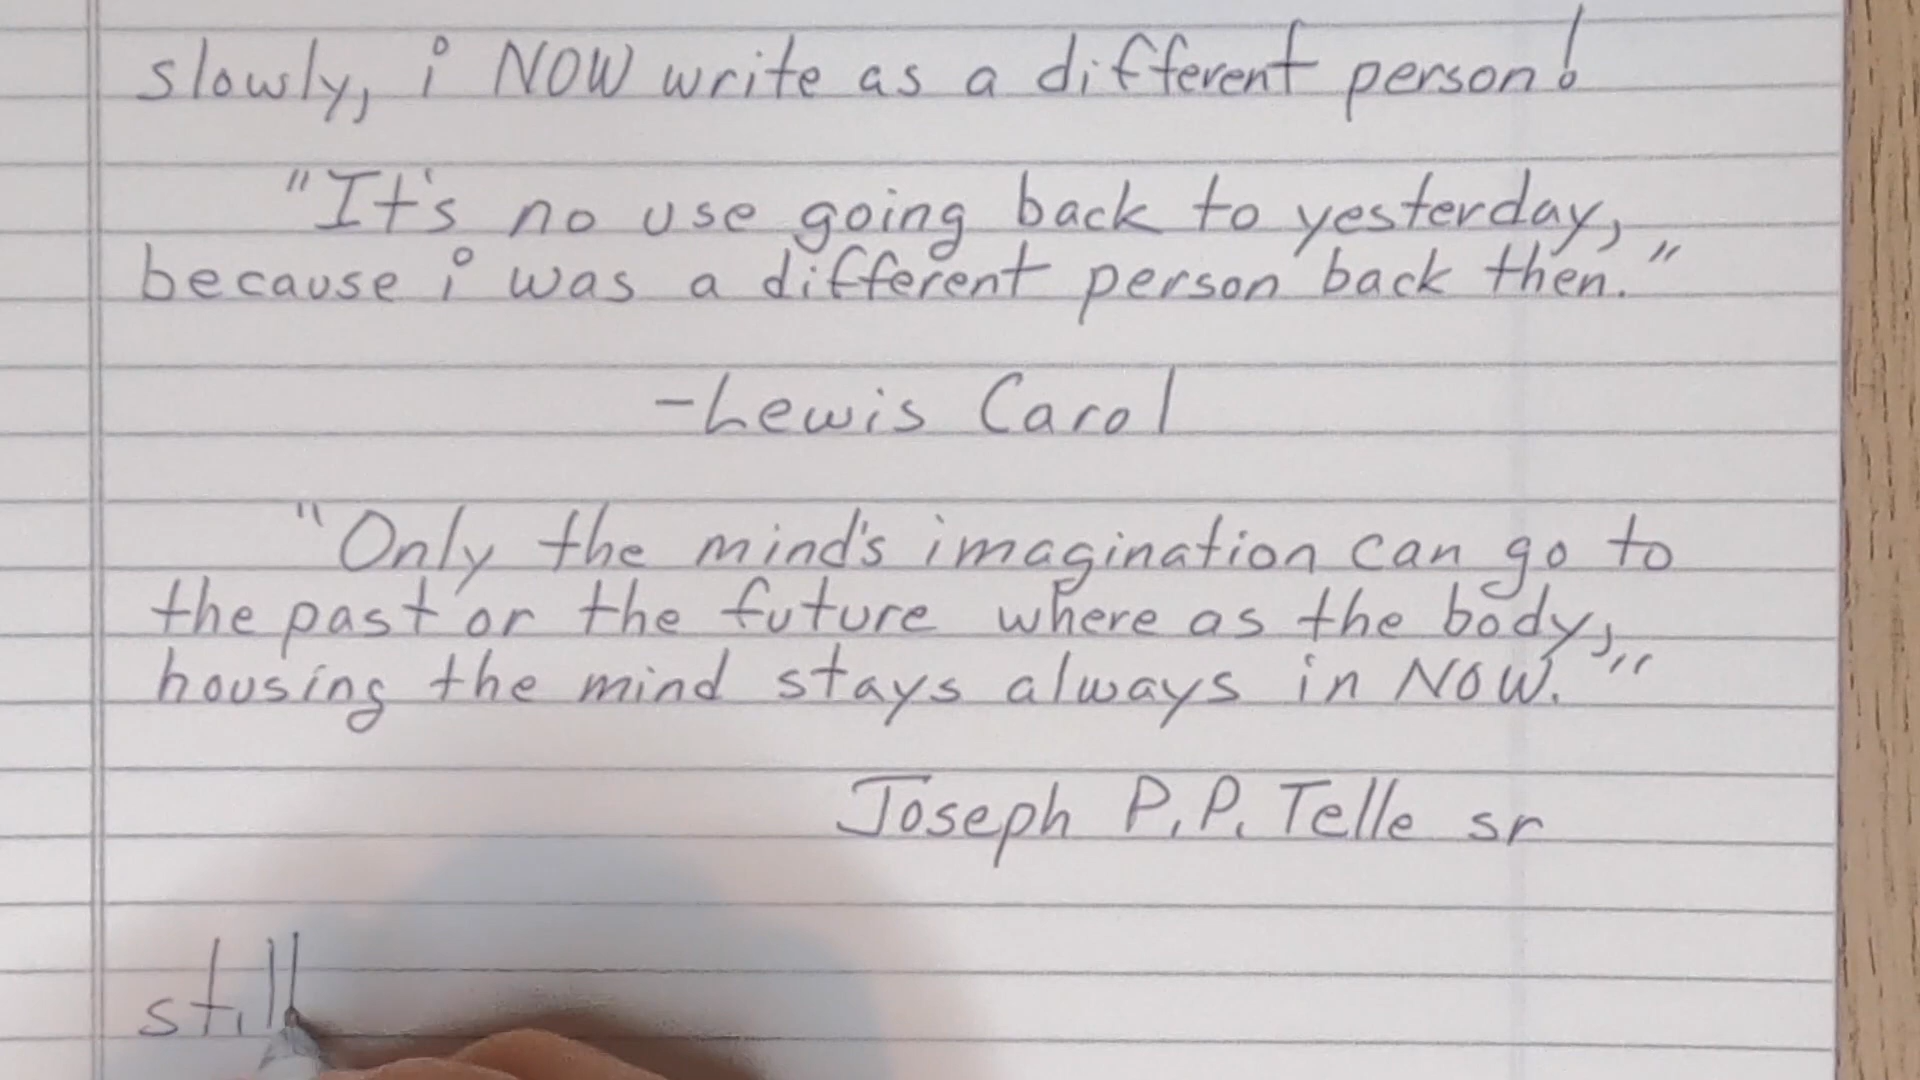 slowly, i NOW write as a different person!
"It's no use going back to yesterday,
because i was a different person back then."
-Lewis Carol
"Only the mind's imagination can go to
the past or the future where as the body,
housing the mind stays always in NOW."
Joseph P.P. Telle sr
still